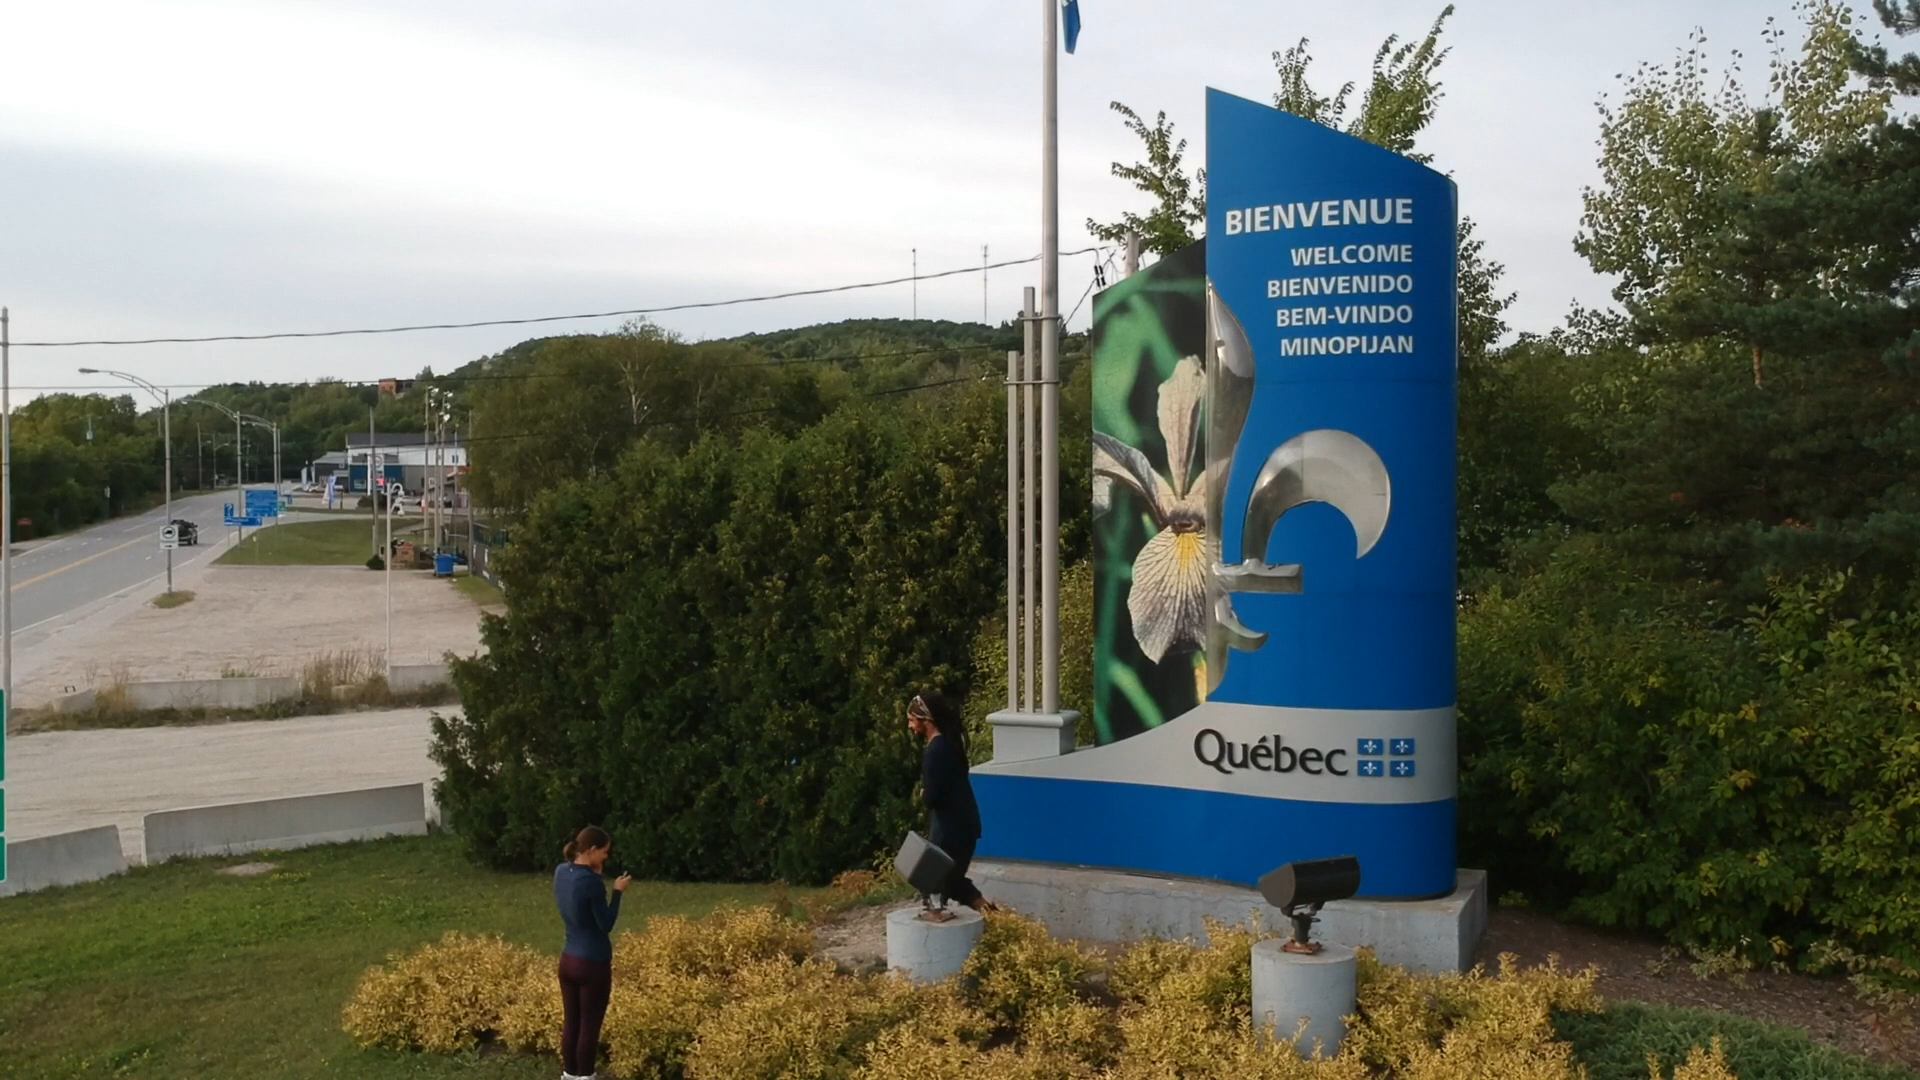 BIENVENUE
WELCOME
BIENVENIDO
BEM-VINDO
MINOPIJAN
Québec